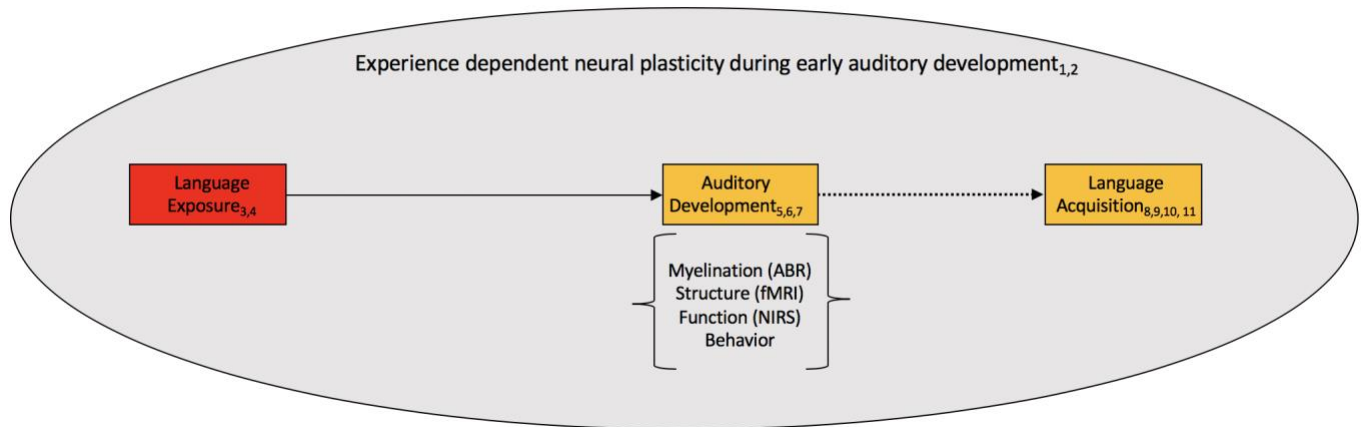 Experience dependent neural plasticity during early auditory development1,2
Language
Exposure3,4
Auditory
Development5,6,7
Language
Acquisition8,9,10, 11
Myelination (ABR)
Structure (fMRI)
Function (NIRS)
Behavior